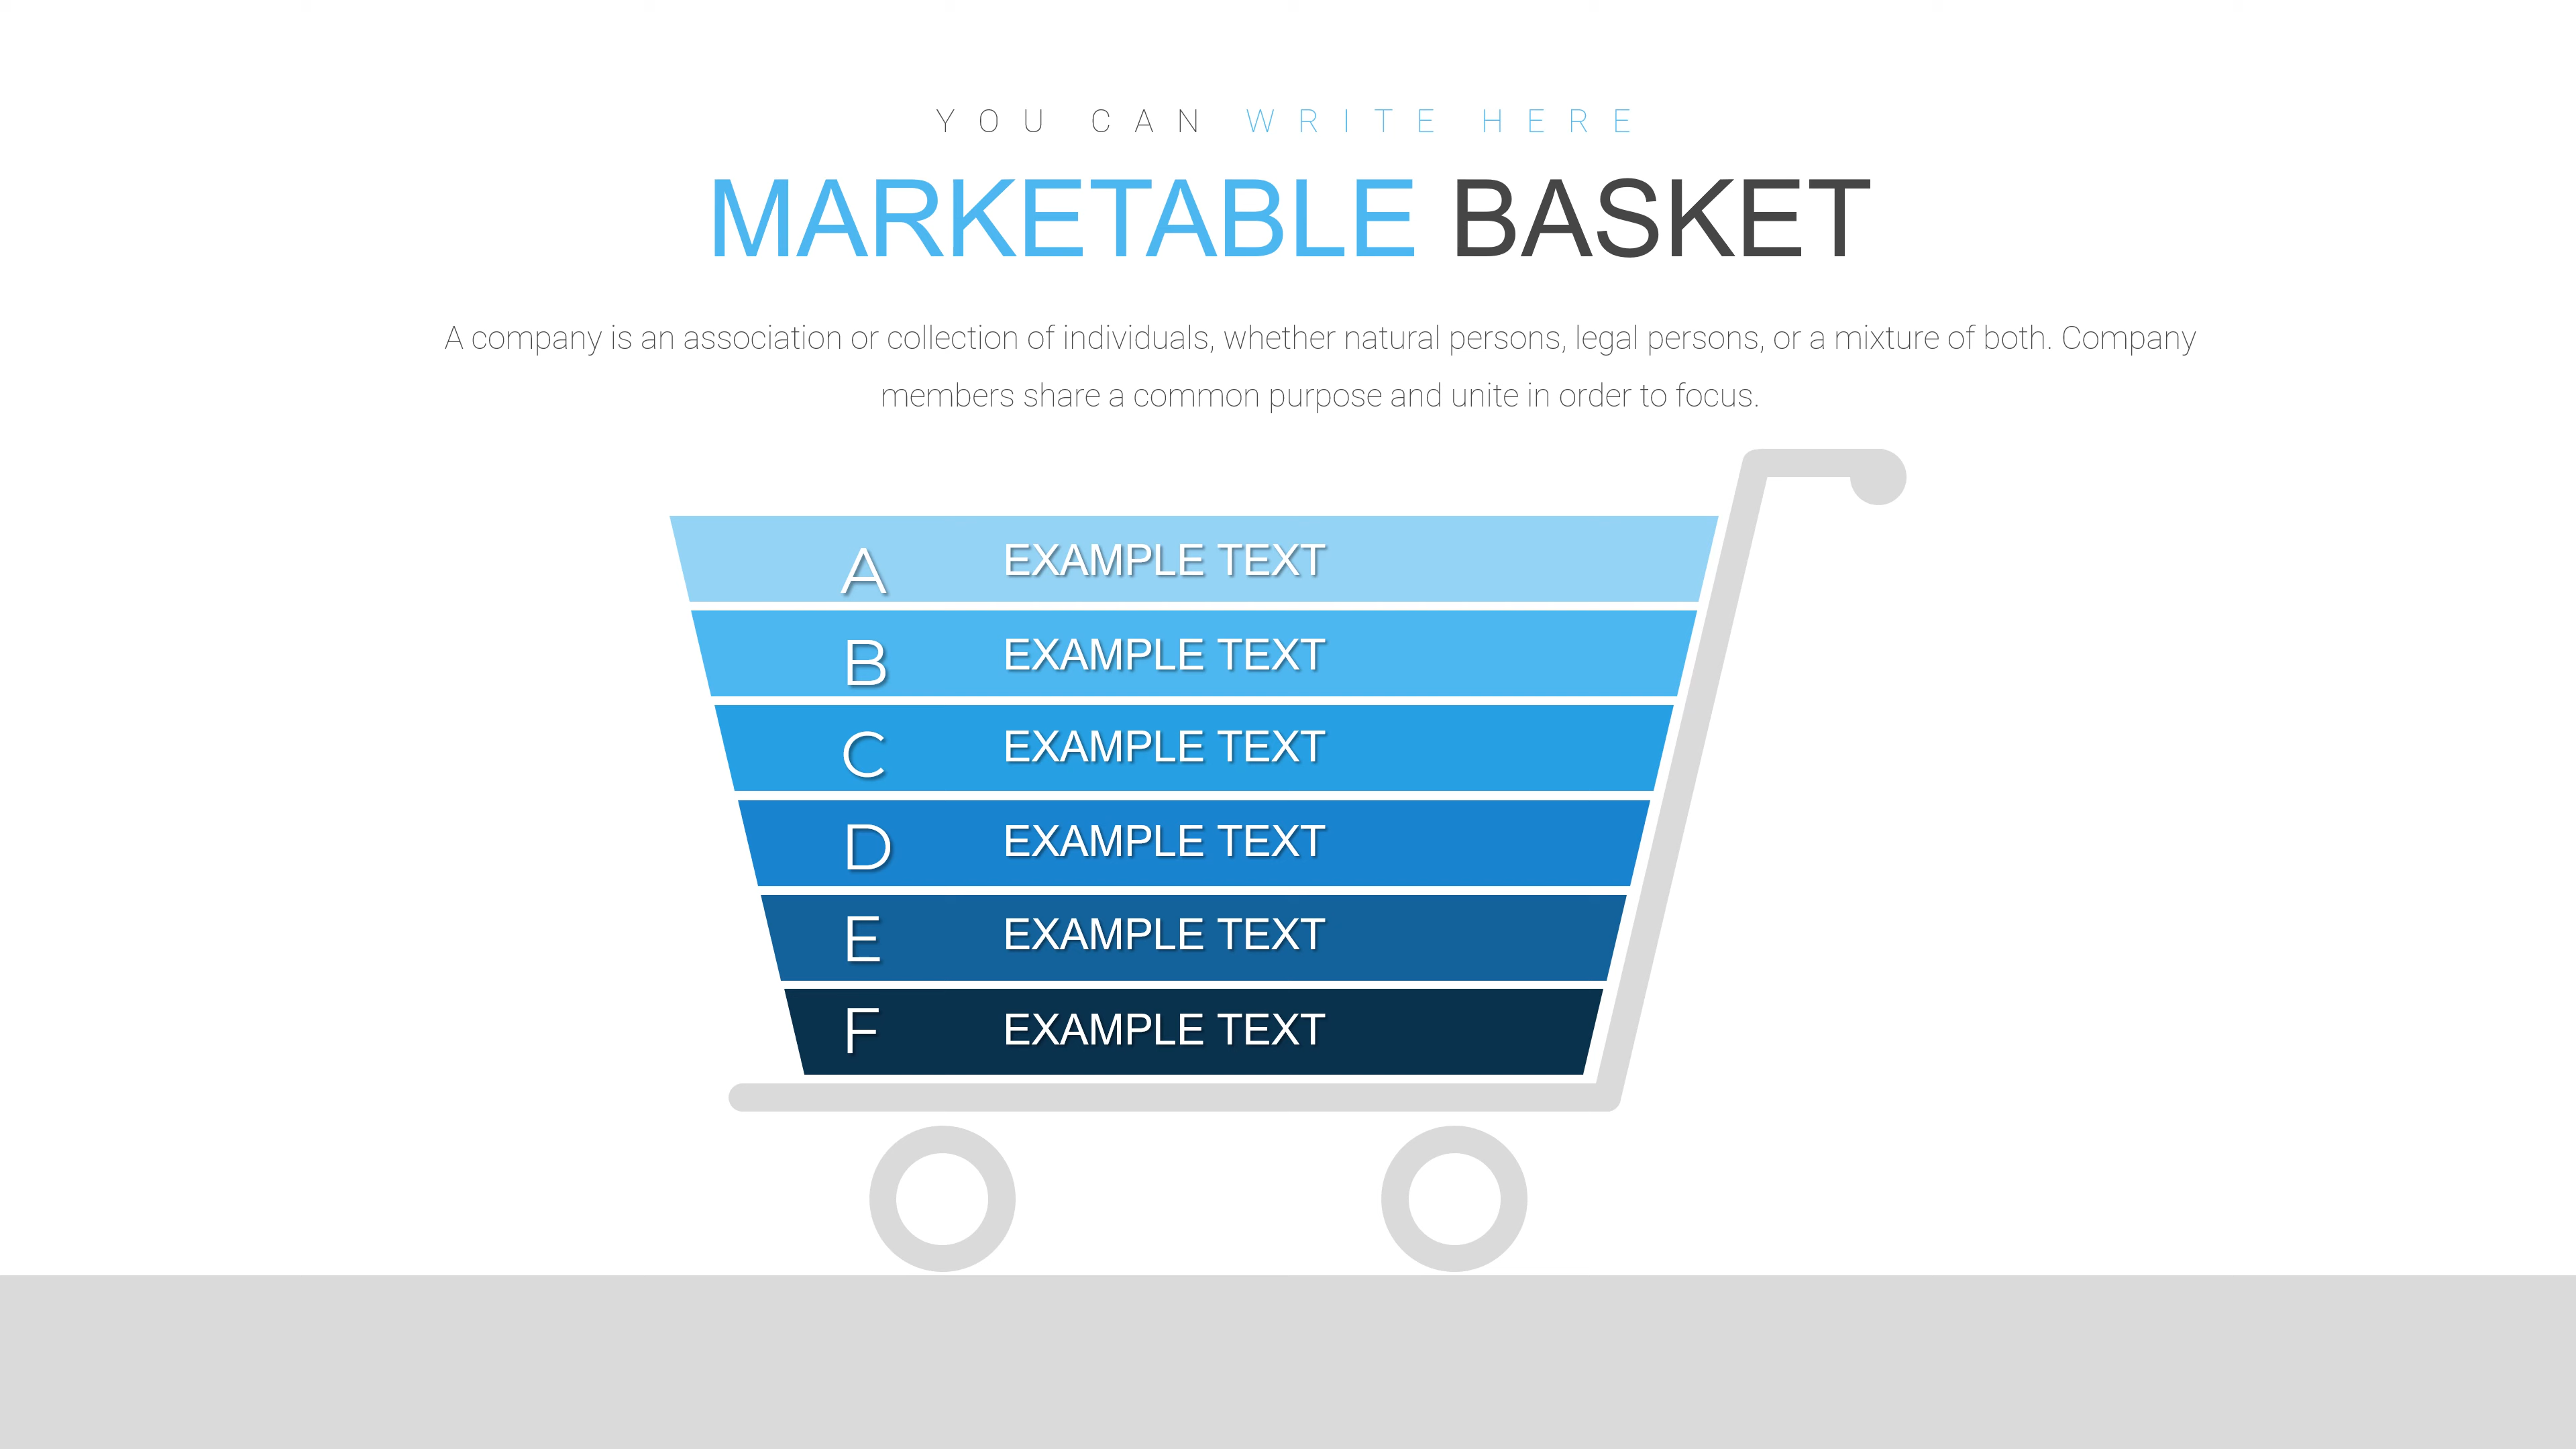 YOU CAN WRITE HERE
MARKETABLE BASKET
A company is an association or collection of individuals, whether natural persons, legal persons, or a mixture of both. Company
members share a common purpose and unite in order to focus.
A EXAMPLE TEXT
B EXAMPLE TEXT
C EXAMPLE TEXT
D EXAMPLE TEXT
E EXAMPLE TEXT
F EXAMPLE TEXT